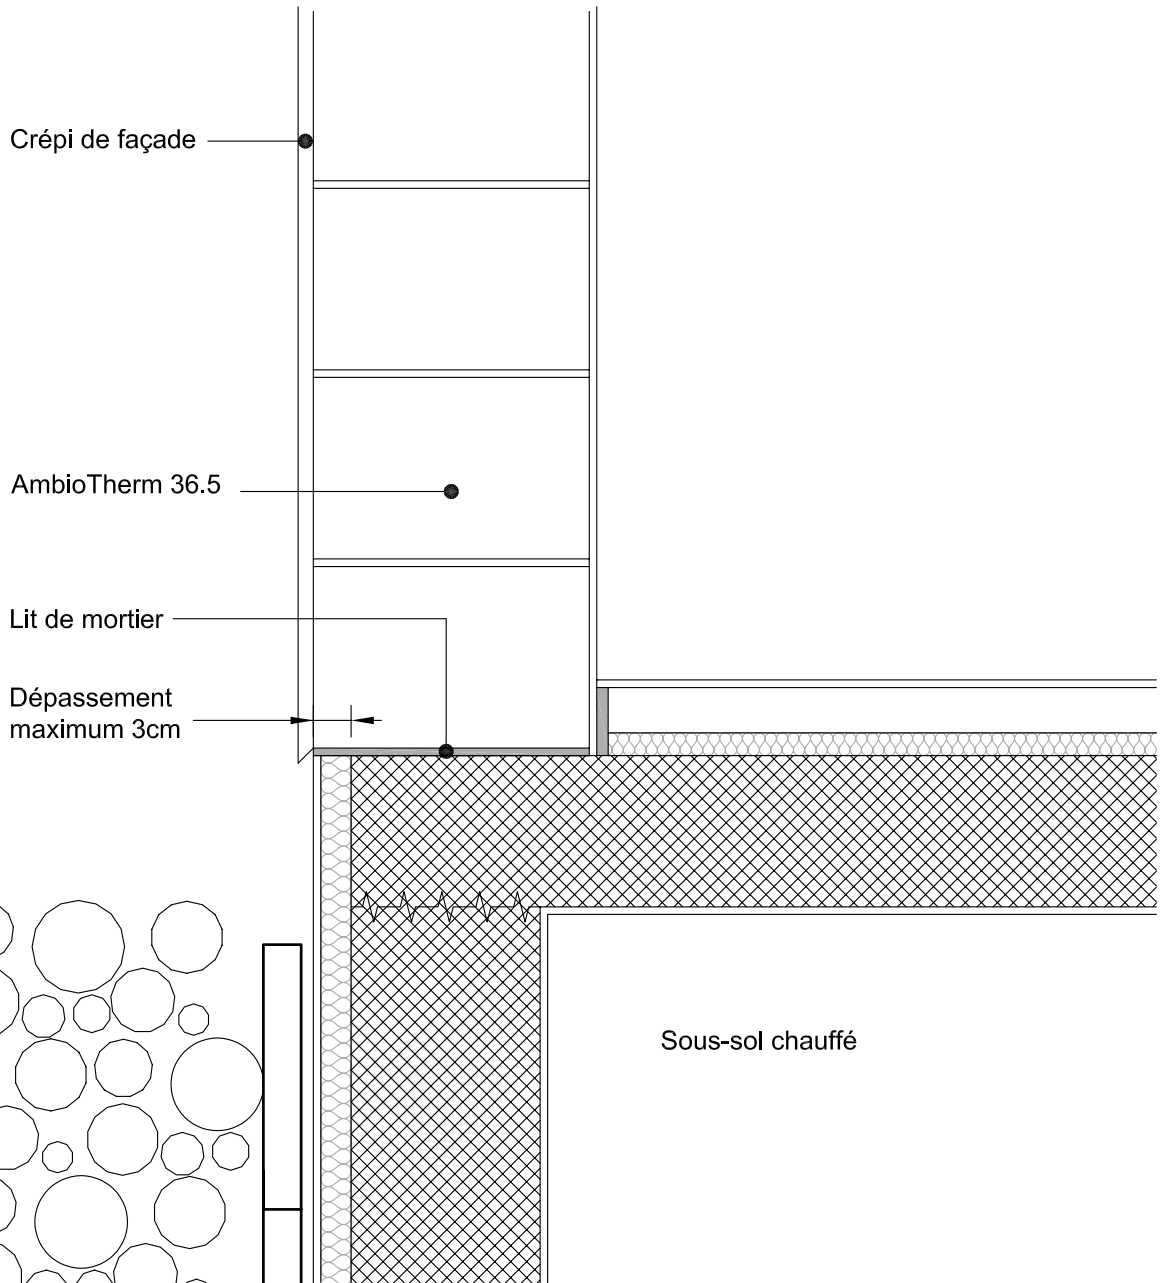 Crépi de façade
AmbioTherm 36.5
Lit de mortier
Dépassement
maximum 3cm
Sous-sol chauffé